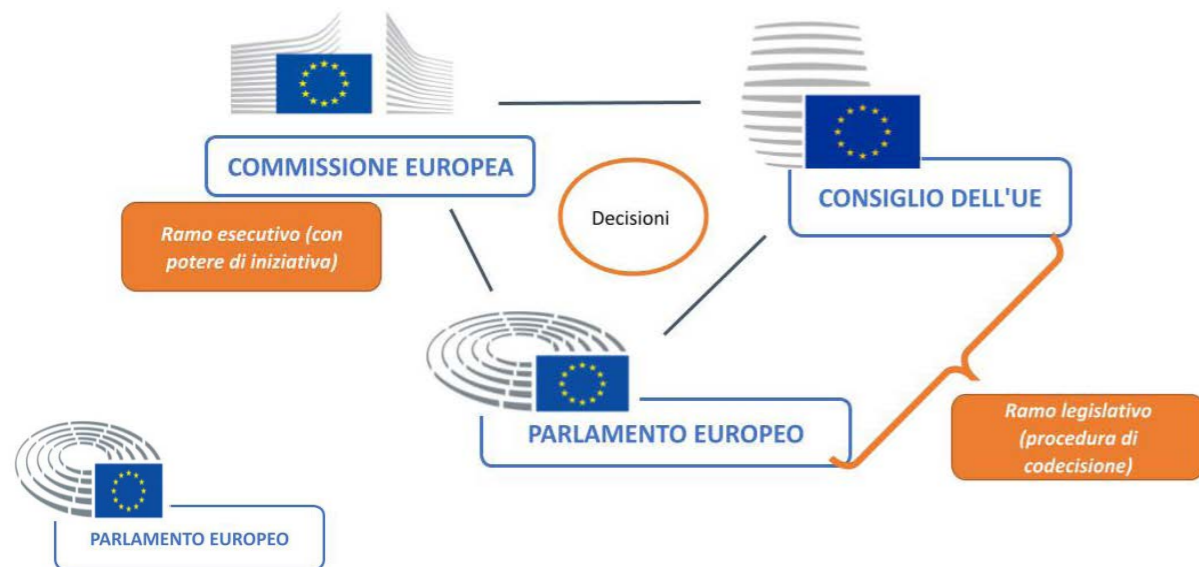 COMMISSIONE EUROPEA
CONSIGLIO DELL'UE
Ramo esecutivo (con
potere di iniziativa)
Decisioni
PARLAMENTO EUROPEO
Ramo legislativo
(procedura di
codecisione)
PARLAMENTO EUROPEO